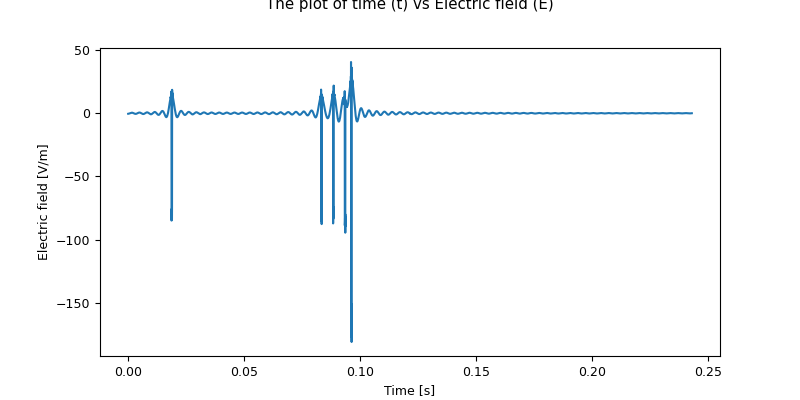 The plot of time (t) vs Electric field (E)
50
0
−50
−100
−150
Electric field [V/m]
0.00 0.05 0.10 0.15 0.20 0.25
Time [s]